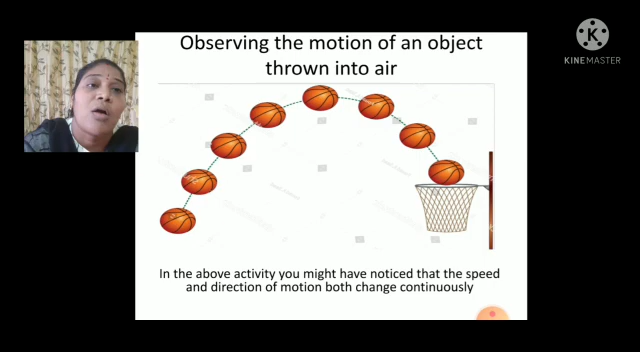 Observing the motion of an object
thrown into air
K
KINEMASTER
In the above activity you might have noticed that the speed
and direction of motion both change continuously